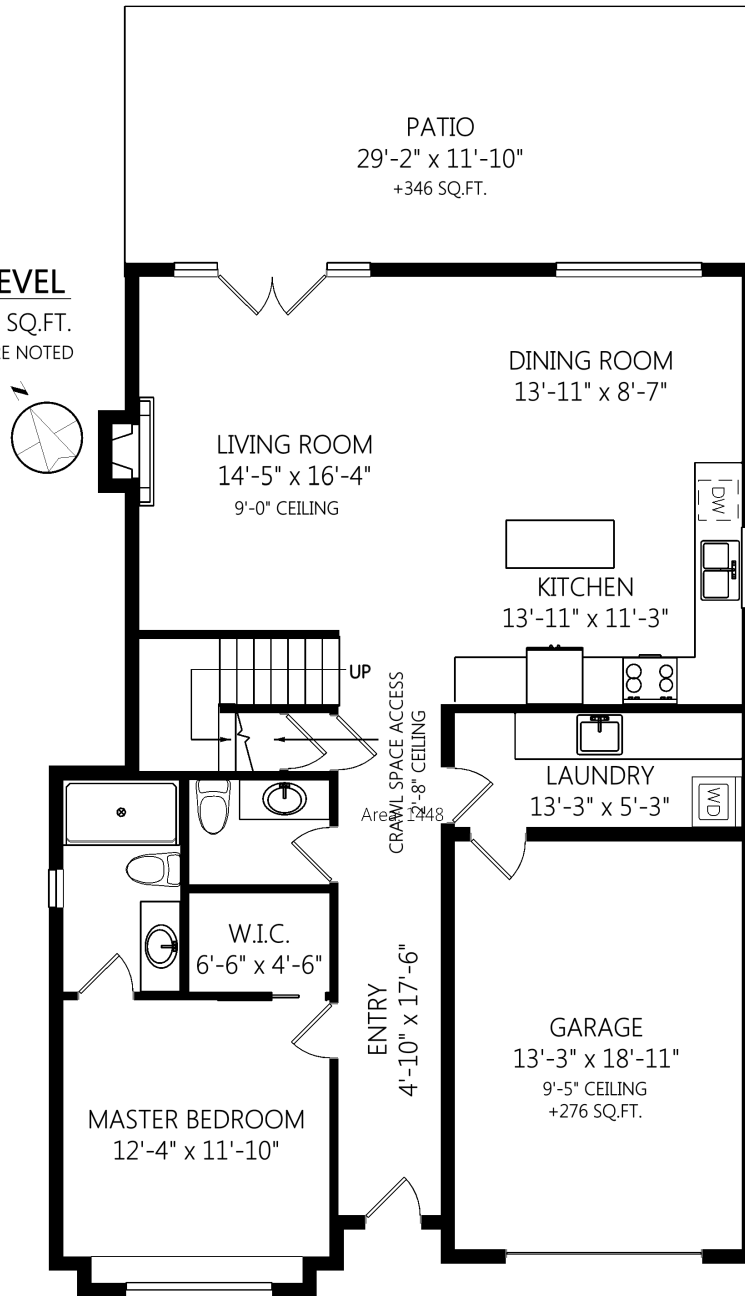 PATIO
29'-2" x 11'-10"
+346 SQ.FT.
EVEL
SQ.FT.
E NOTED
N
DINING ROOM
13'-11" x 8'-7"
LIVING ROOM
14'-5" x 16'-4"
9'-0" CEILING
DW
KITCHEN
13'-11" x 11'-3"
UP
CRAWL SPACE ACCESS
2'-8" CEILING
LAUNDRY
13'-3" x 5'-3"
WD
Area: 1448
W.I.C.
6'-6" x 4'-6"
ENTRY
4'-10" x 17'-6"
GARAGE
13'-3" x 18'-11"
9'-5" CEILING
+276 SQ.FT.
MASTER BEDROOM
12'-4" x 11'-10"